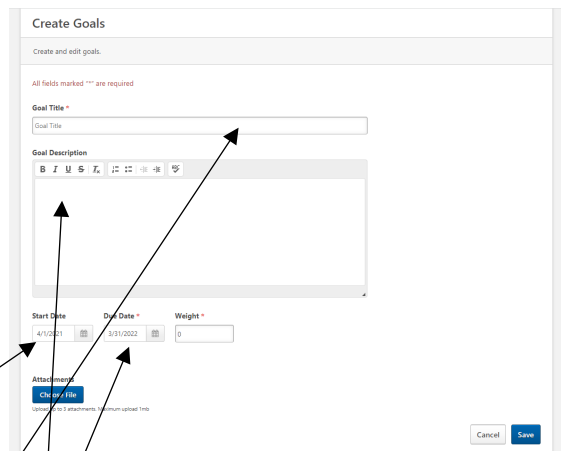 Create Goals
Create and edit goals.
All fields marked "*" are required
Goal Title *
Goal Title
Goal Description
B I U S Ix
Start Date Due Date * Weight *
4/1/2021 3/31/2022 0
Attachments
Choose File
Upload up to 3 attachments. Maximum upload 1mb
Cancel Save